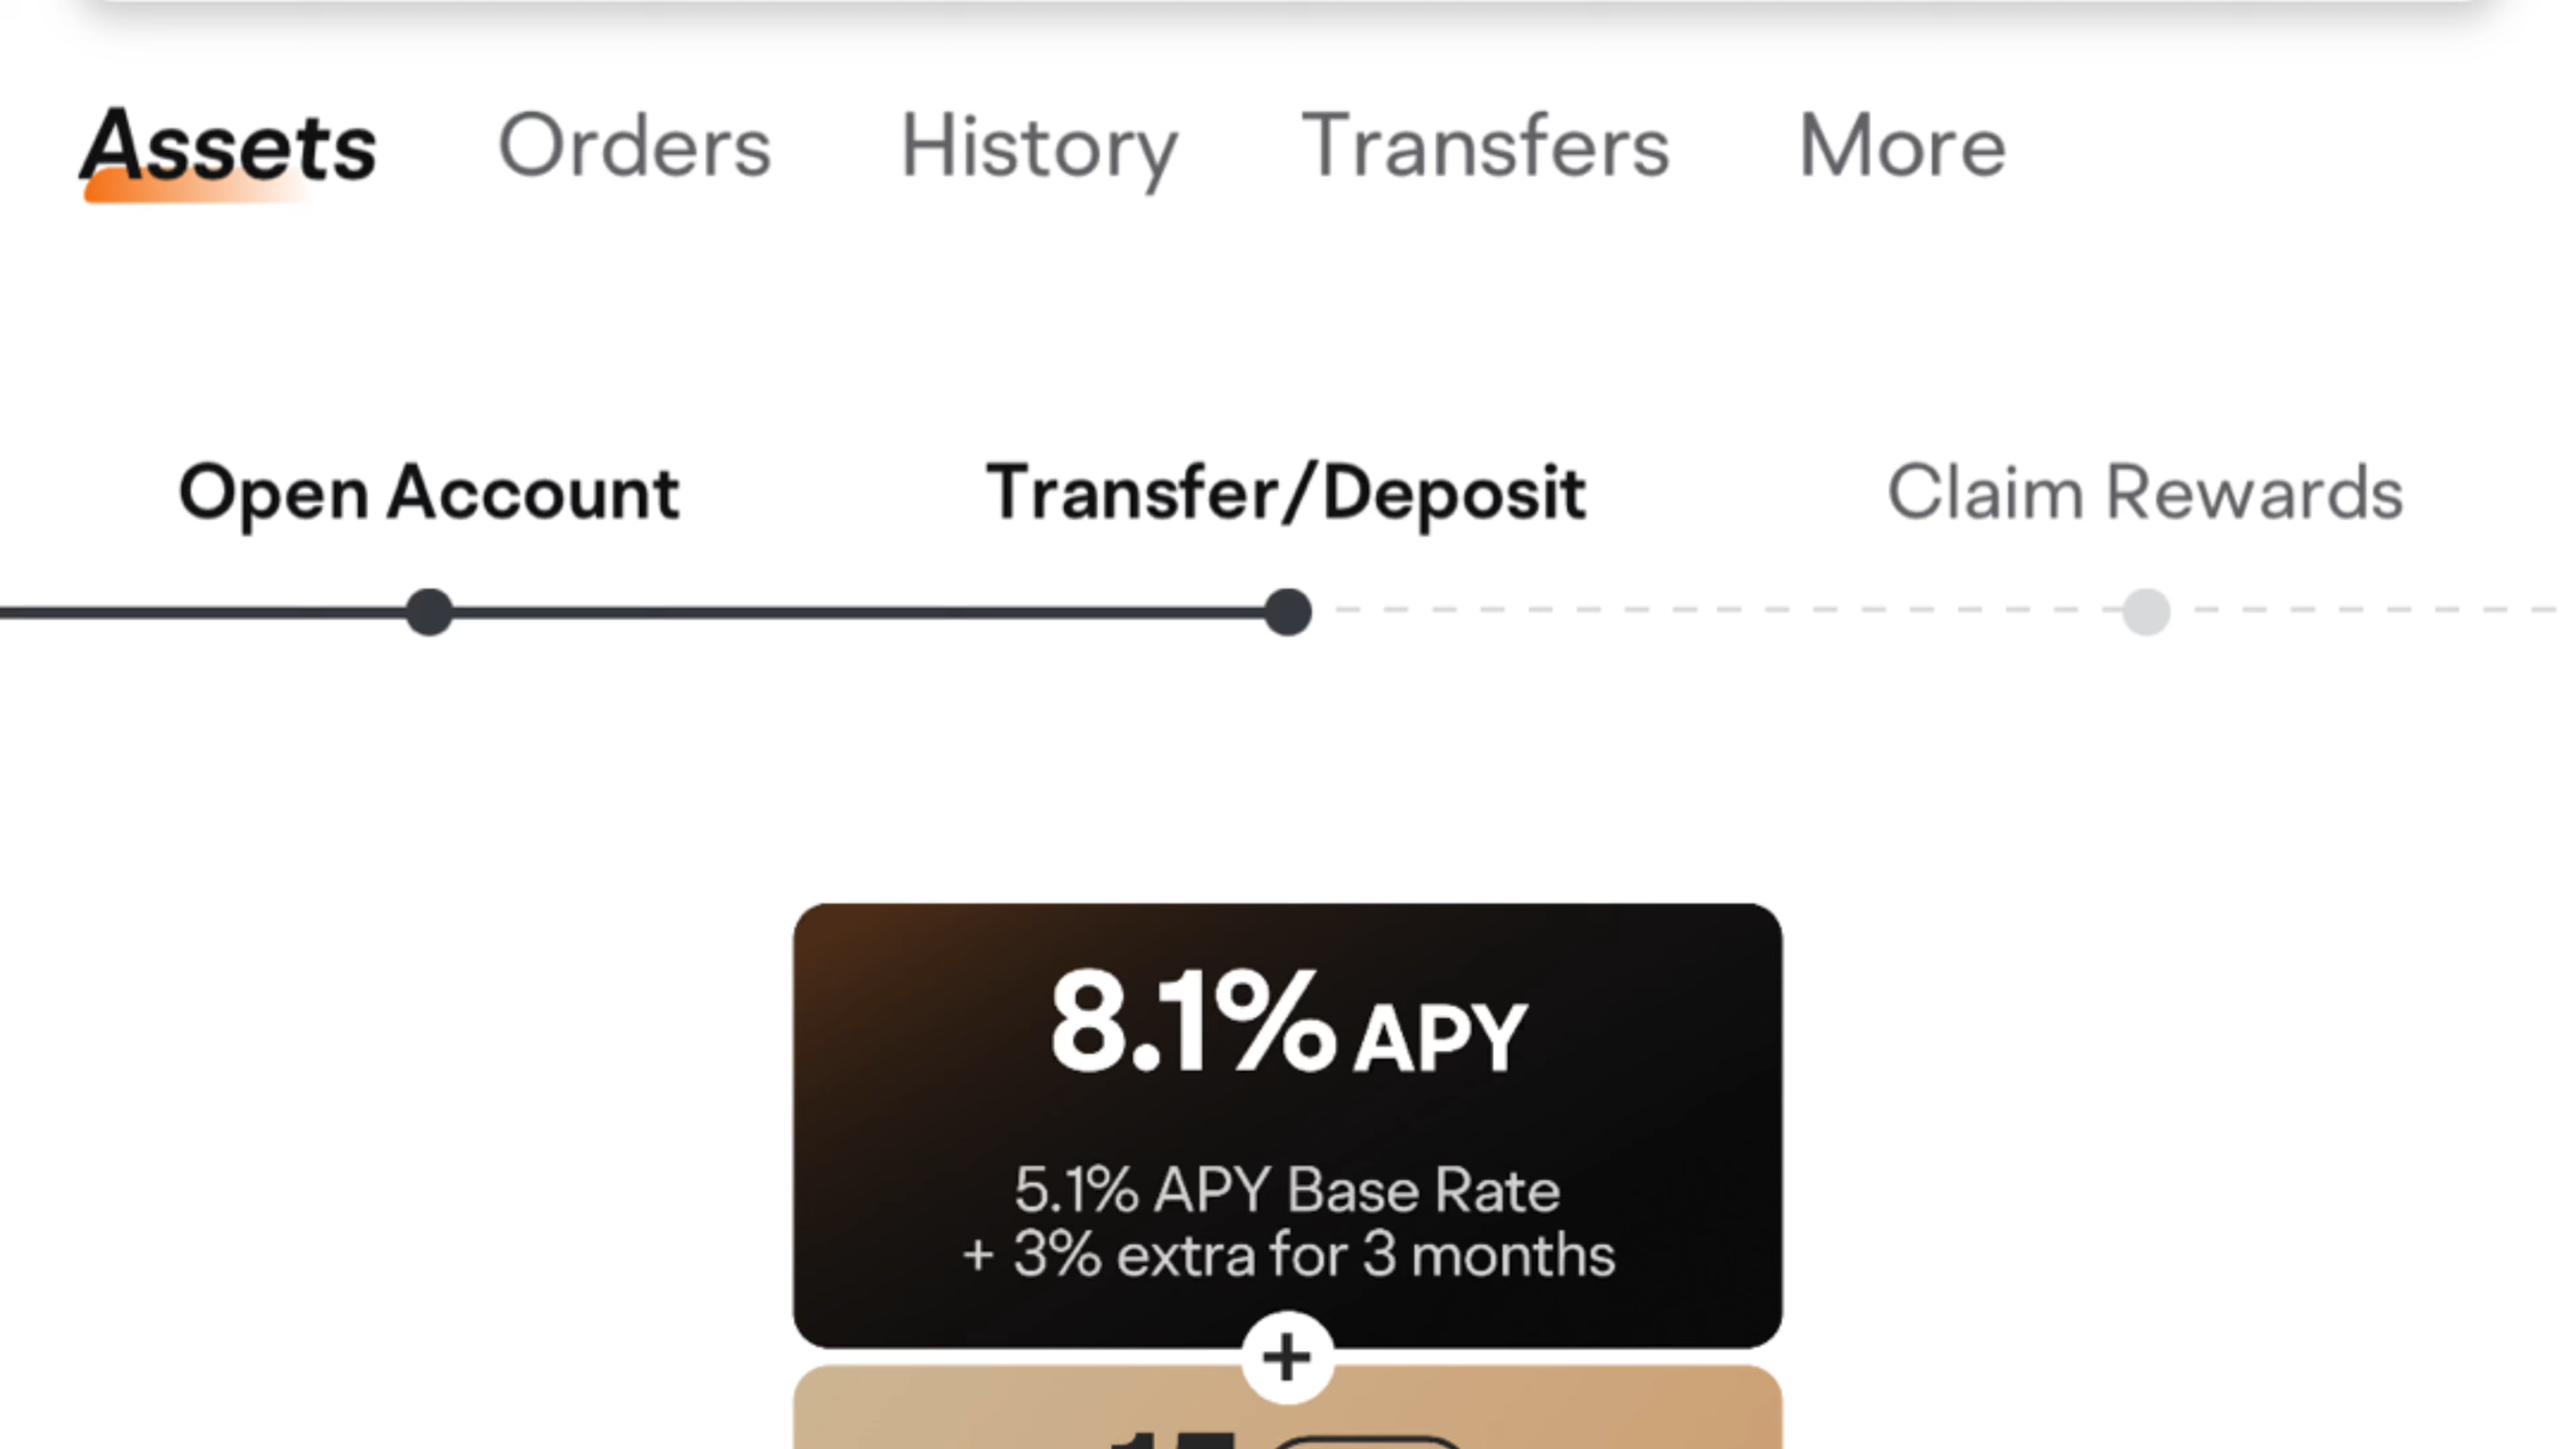 Assets Orders History Transfers More
Open Account Transfer/Deposit Claim Rewards
8.1% APY
5.1% APY Base Rate
+ 3% extra for 3 months
+